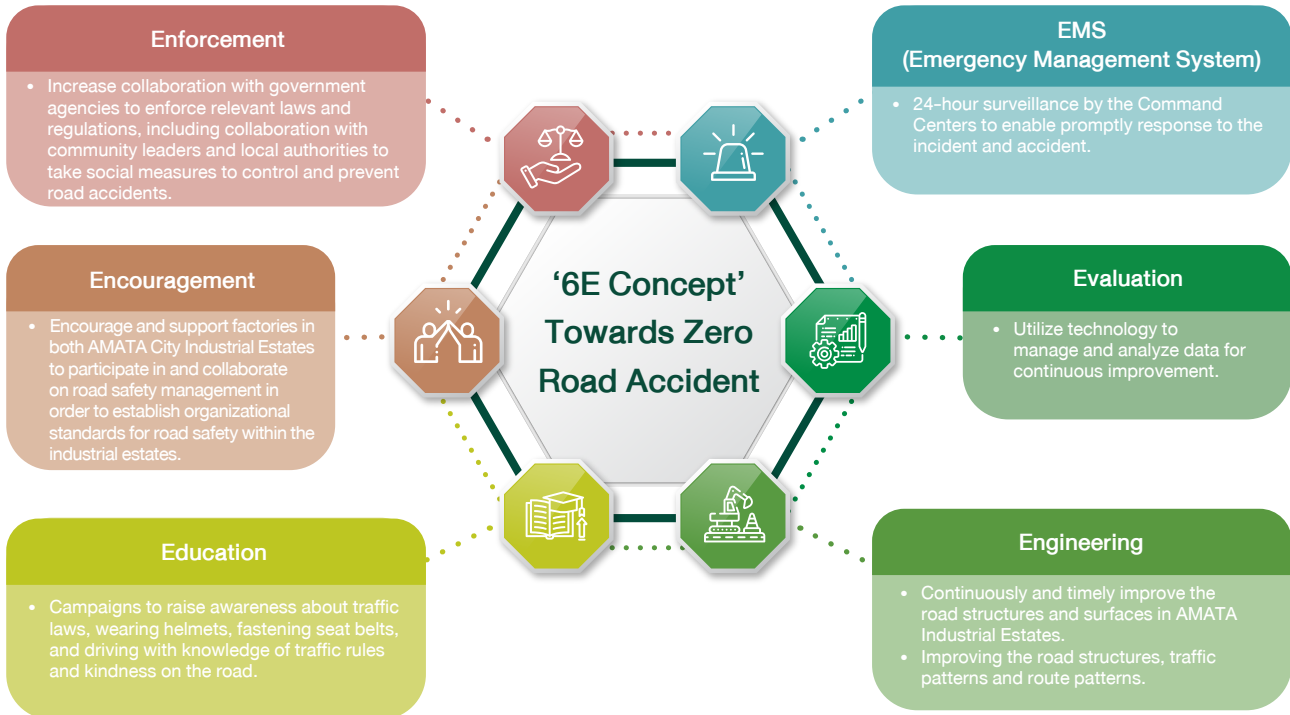 Enforcement
• Increase collaboration with government
agencies to enforce relevant laws and
regulations, including collaboration with
community leaders and local authorities to
take social measures to control and prevent
road accidents.
EMS
(Emergency Management System)
• 24-hour surveillance by the Command
Centers to enable promptly response to the
incident and accident.
Encouragement
• Encourage and support factories in
both AMATA City Industrial Estates
to participate in and collaborate
on road safety management in
order to establish organizational
standards for road safety within the
industrial estates.
‘6E Concept’
Towards Zero
Road Accident
Evaluation
• Utilize technology to
manage and analyze data for
continuous improvement.
Education
• Campaigns to raise awareness about traffic
laws, wearing helmets, fastening seat belts,
and driving with knowledge of traffic rules
and kindness on the road.
Engineering
• Continuously and timely improve the
road structures and surfaces in AMATA
Industrial Estates.
• Improving the road structures, traffic
patterns and route patterns.